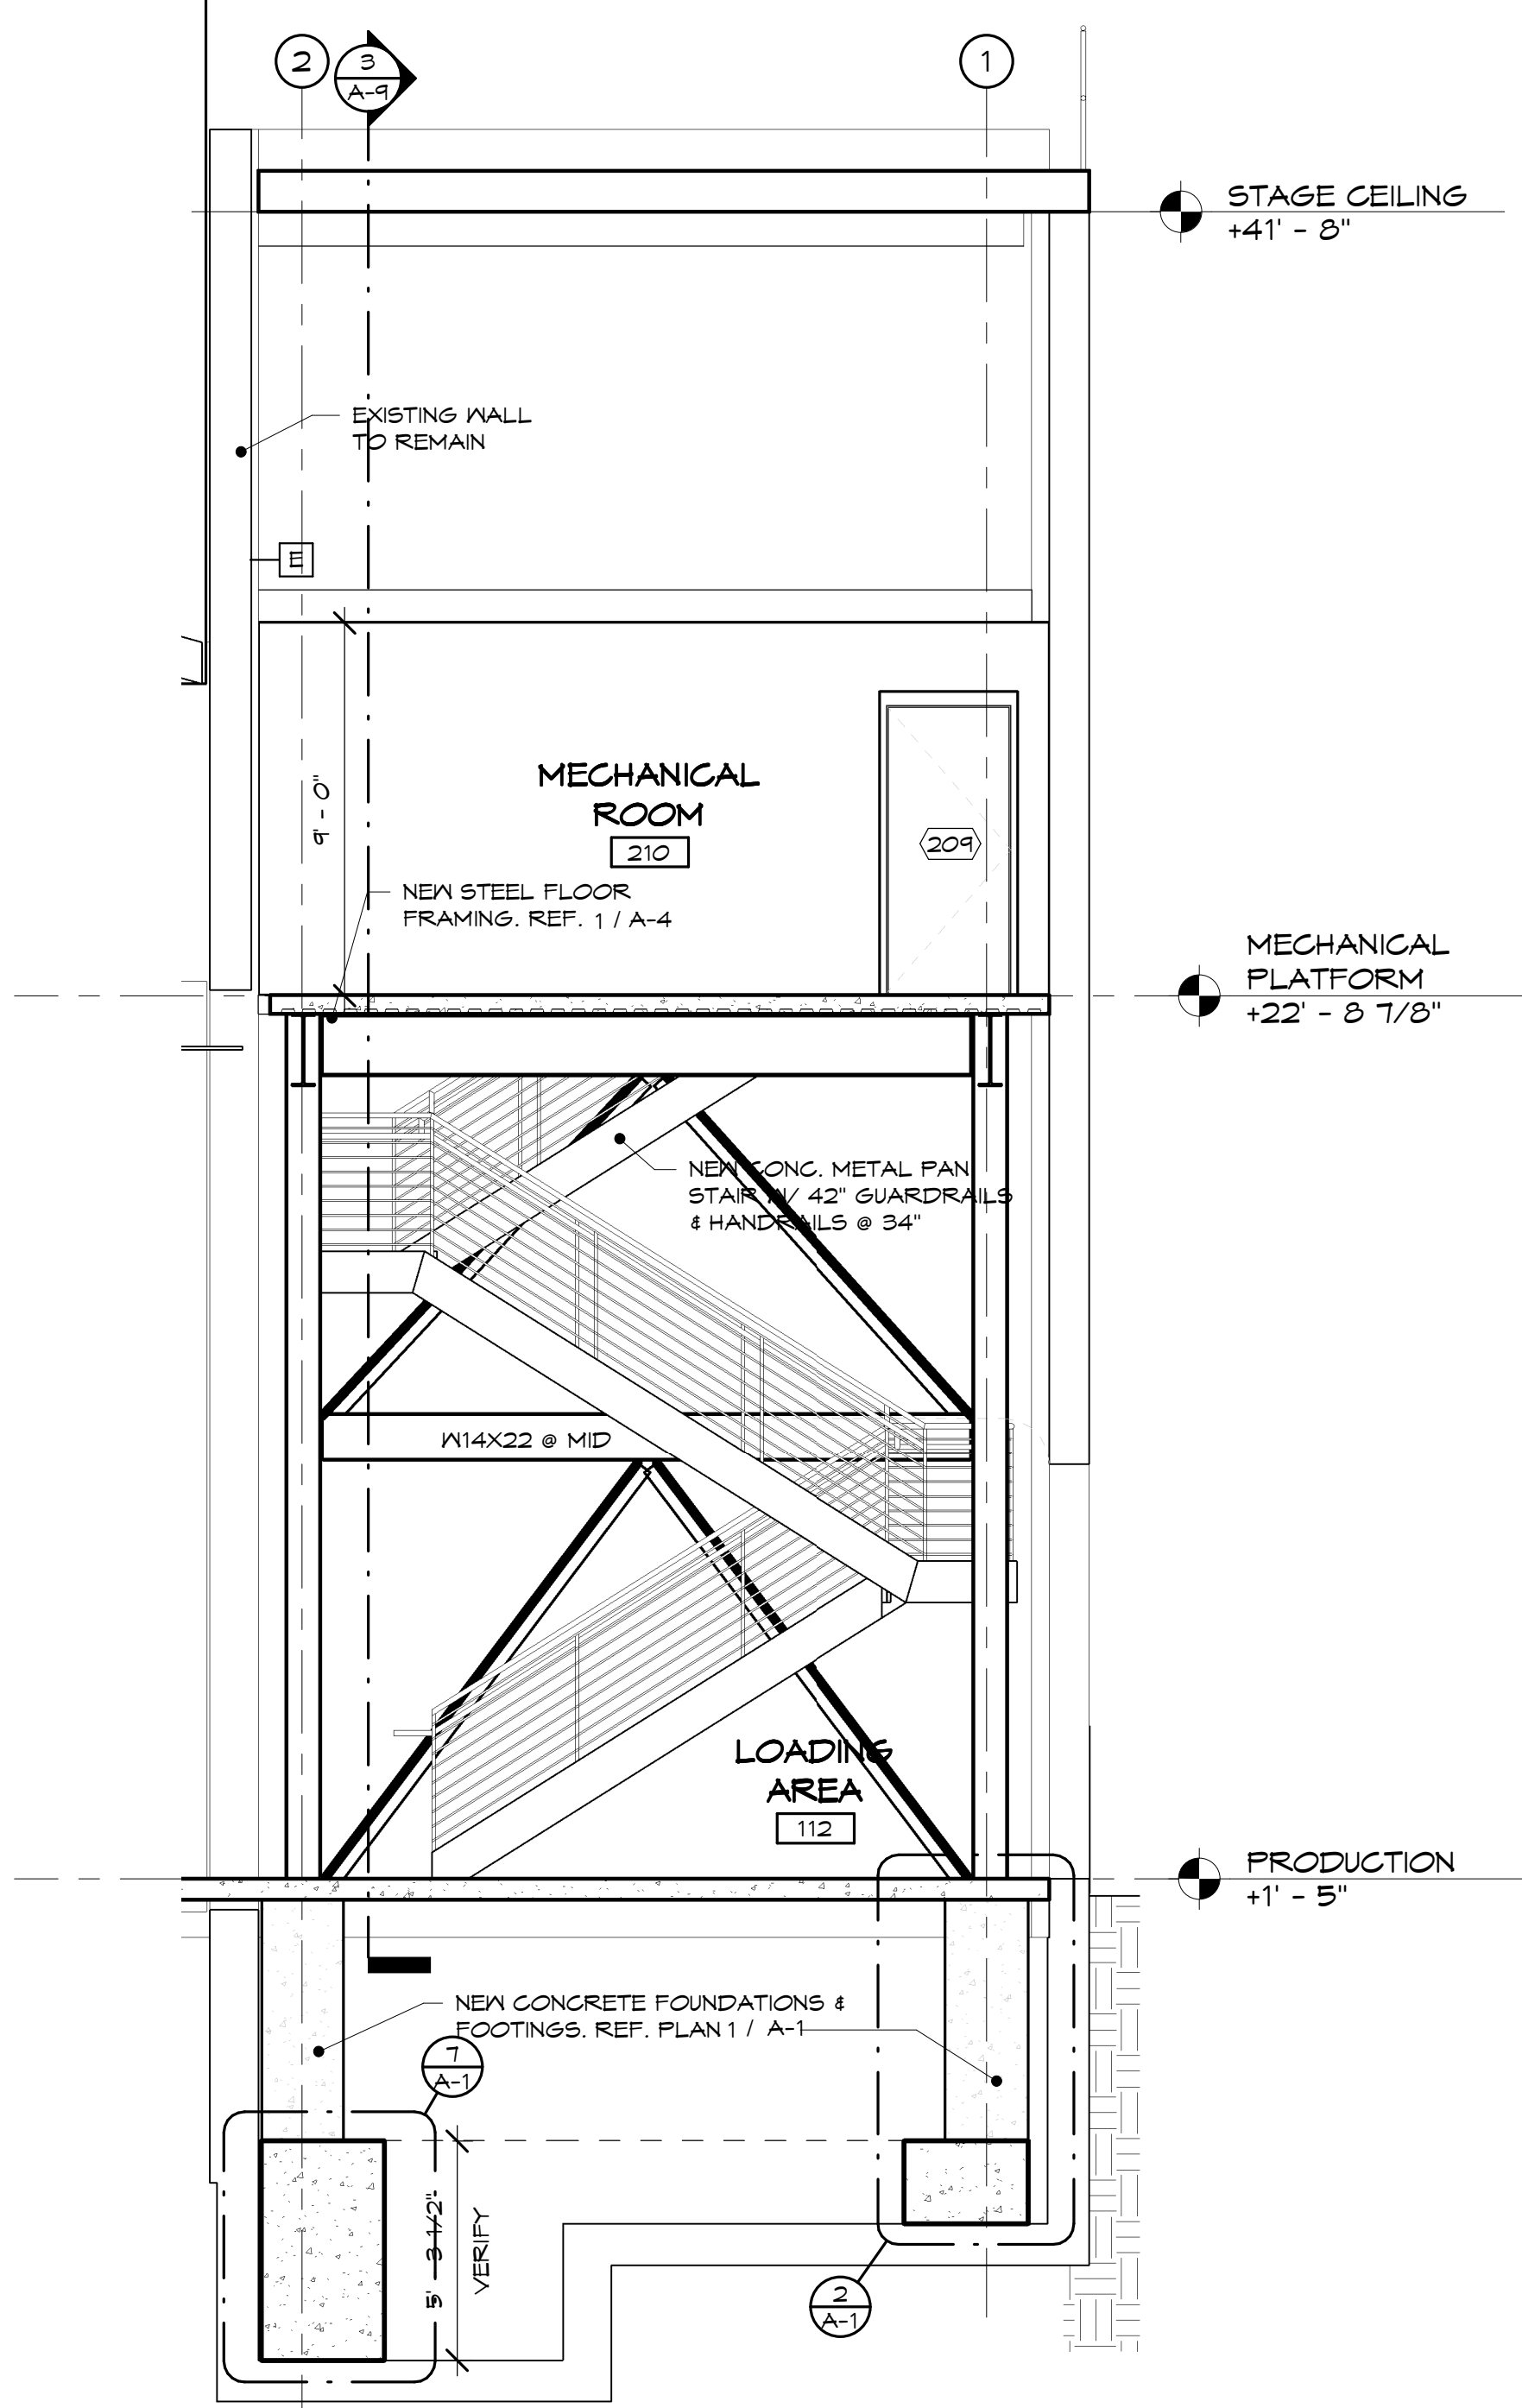 2
3
A-9
1
STAGE CEILING
+41' - 8"
EXISTING WALL
TO REMAIN
E
9' - 0"
MECHANICAL
ROOM
210
209
NEW STEEL FLOOR
FRAMING. REF. 1 / A-4
MECHANICAL
PLATFORM
+22' - 8 7/8"
NEW CONC. METAL PAN
STAIR W/ 42" GUARDRAILS
& HANDRAILS @ 34"
W14X22 @ MID
LOADING
AREA
112
PRODUCTION
+1' - 5"
NEW CONCRETE FOUNDATIONS &
FOOTINGS. REF. PLAN 1 / A-1
7
A-1
5' - 3 1/2"
VERIFY
2
A-1